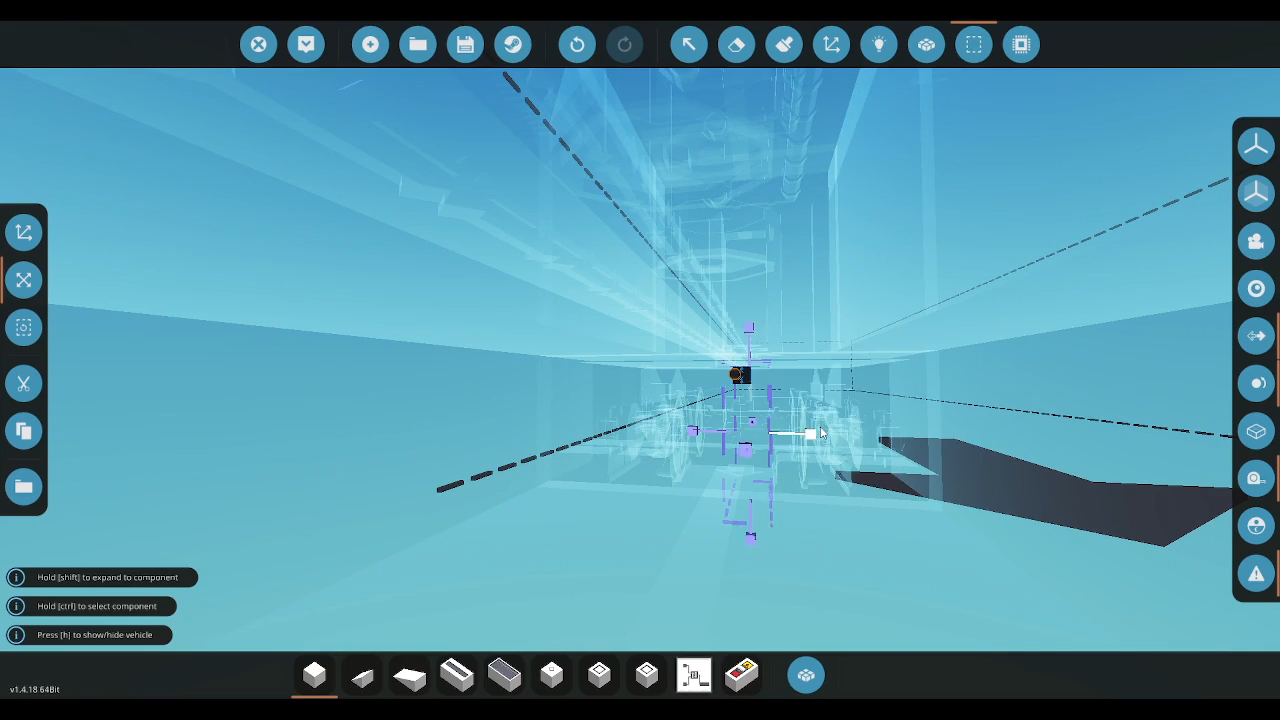 Hold [shift] to expand to component
Hold [ctrl] to select component
Press [h] to show/hide vehicle
v1.4.18 64Bit